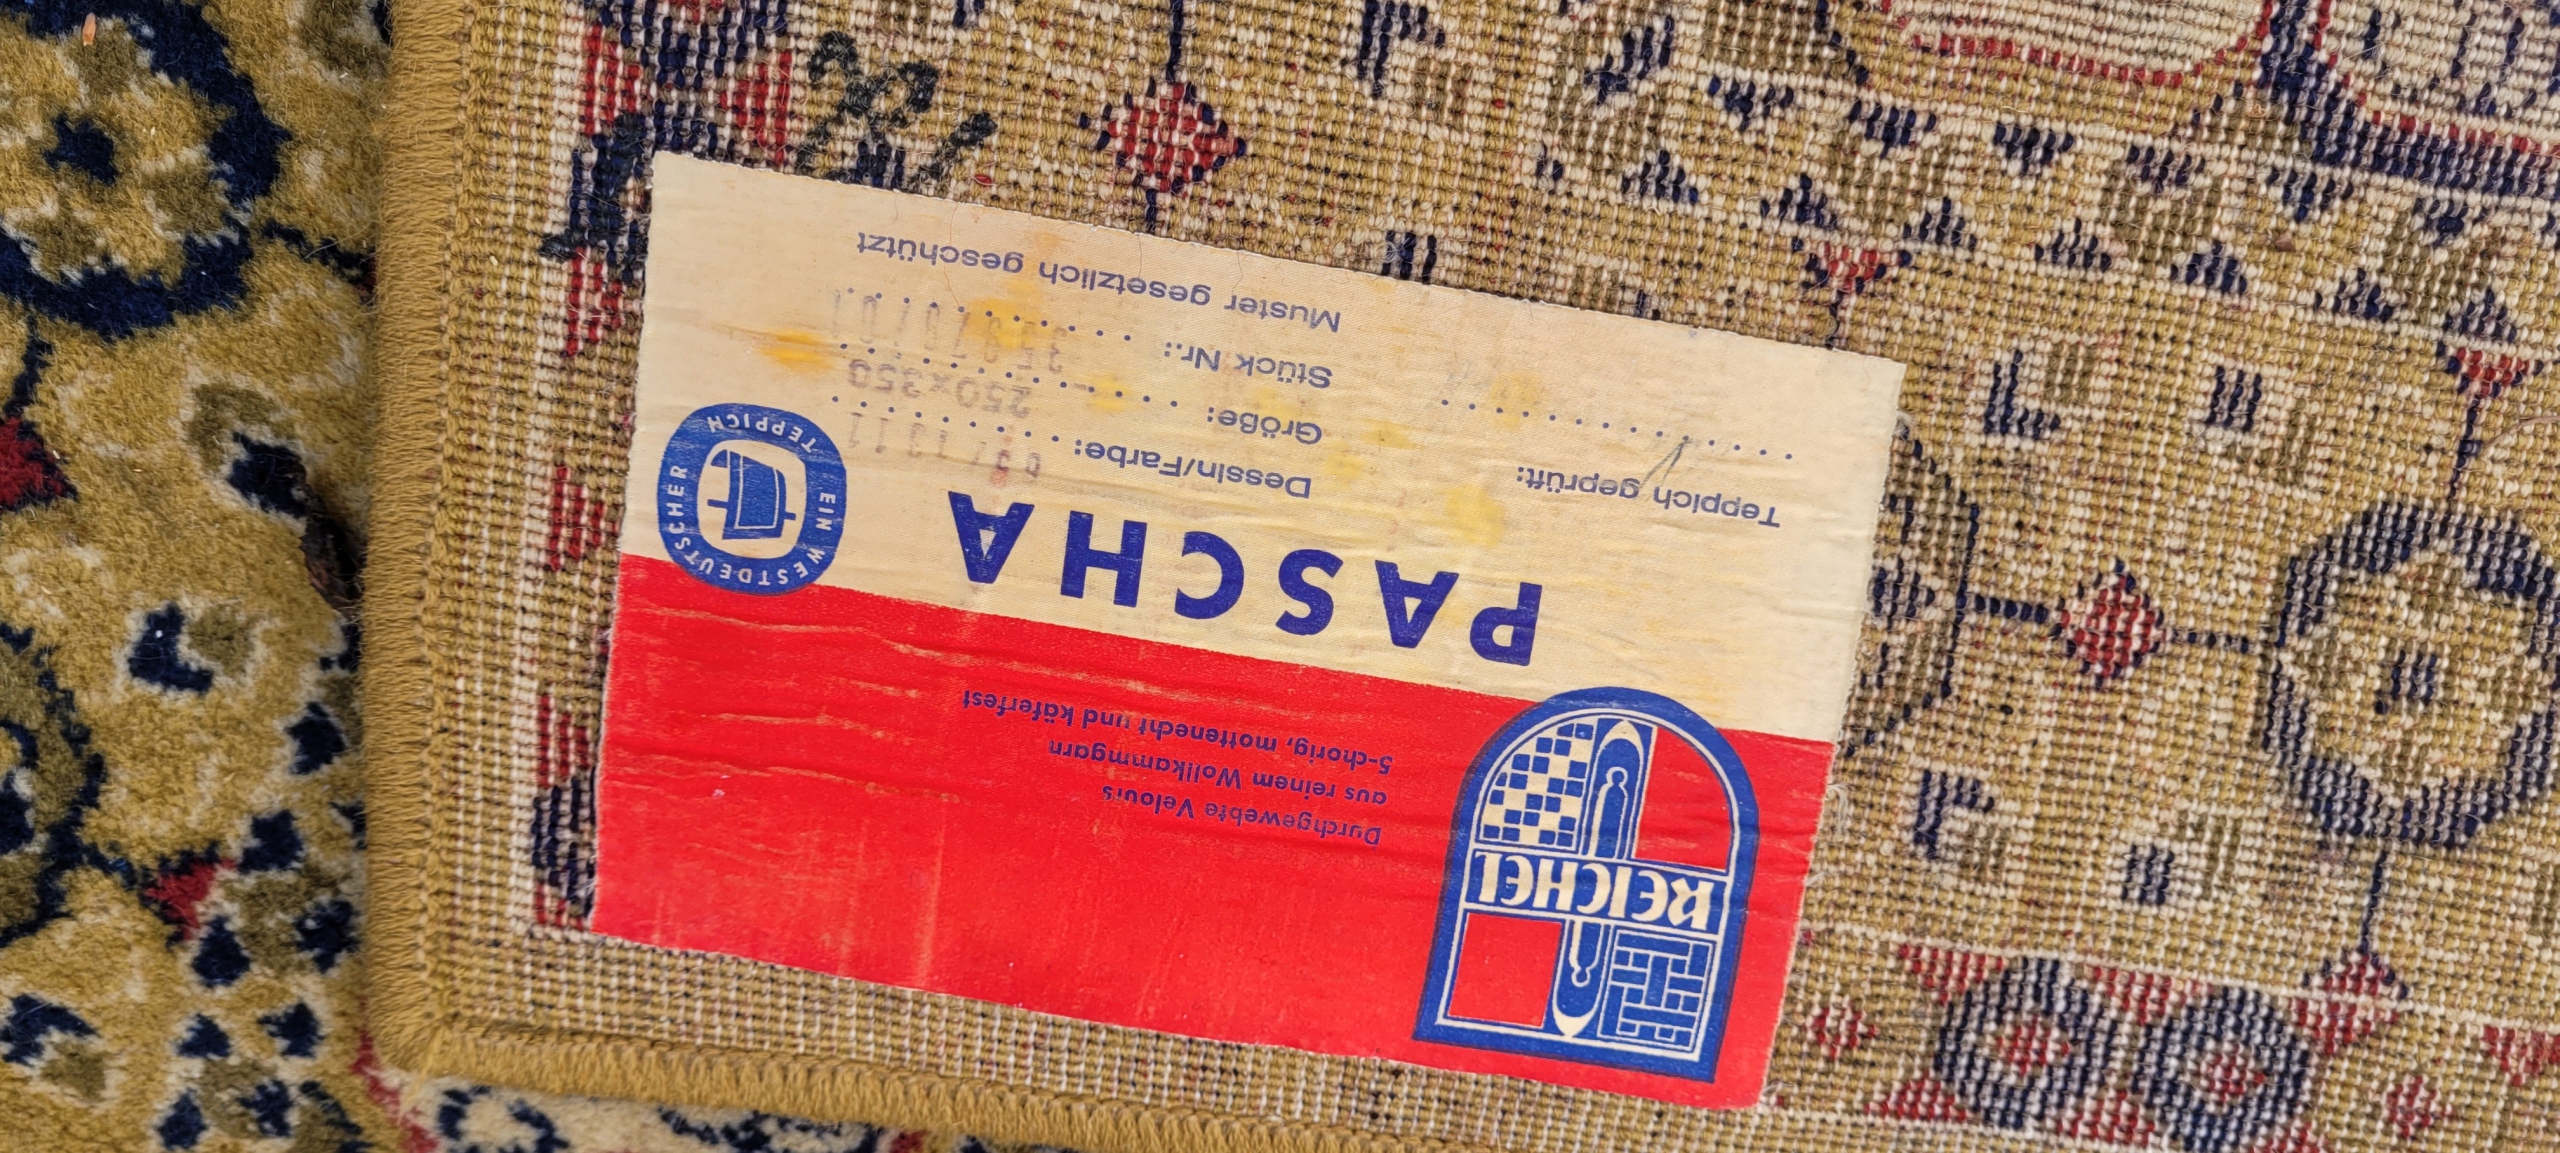 REICHEL
Durchgewebte Velours
aus reinem Wollkammgarn
5-chorig, mottenecht und käferfest
PASCHA
EIN WESTDEUTSCHER TEPPICH
Teppich geprüft:
Dessin/Farbe:
Größe: 250x350
Stück Nr.:
Muster gesetzlich geschützt